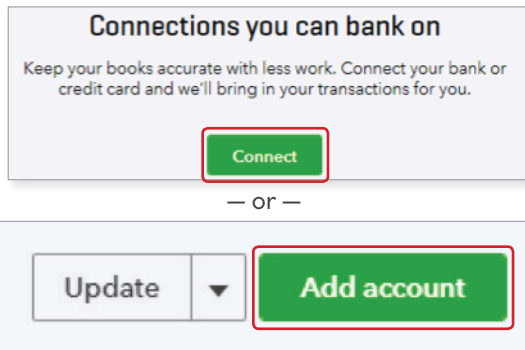 Connections you can bank on
Keep your books accurate with less work. Connect your bank or
credit card and we'll bring in your transactions for you.
Connect
— or —
Update
Add account